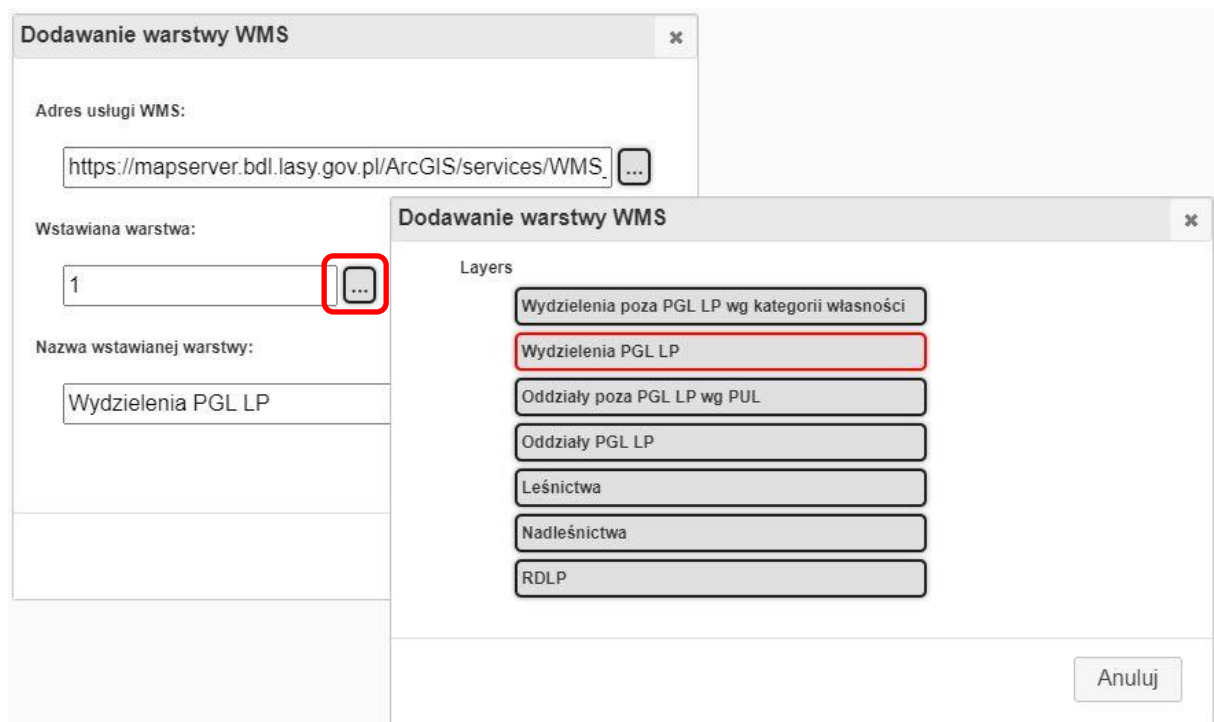 Dodawanie warstwy WMS
Adres usługi WMS:
https://mapserver.bdl.lasy.gov.pl/ArcGIS/services/WMS_
...
Wstawiana warstwa:
1
...
Nazwa wstawianej warstwy:
Wydzielenia PGL LP
Dodawanie warstwy WMS
Layers
Wydzielenia poza PGL LP wg kategorii własności
Wydzielenia PGL LP
Oddziały poza PGL LP wg PUL
Oddziały PGL LP
Leśnictwa
Nadleśnictwa
RDLP
Anuluj